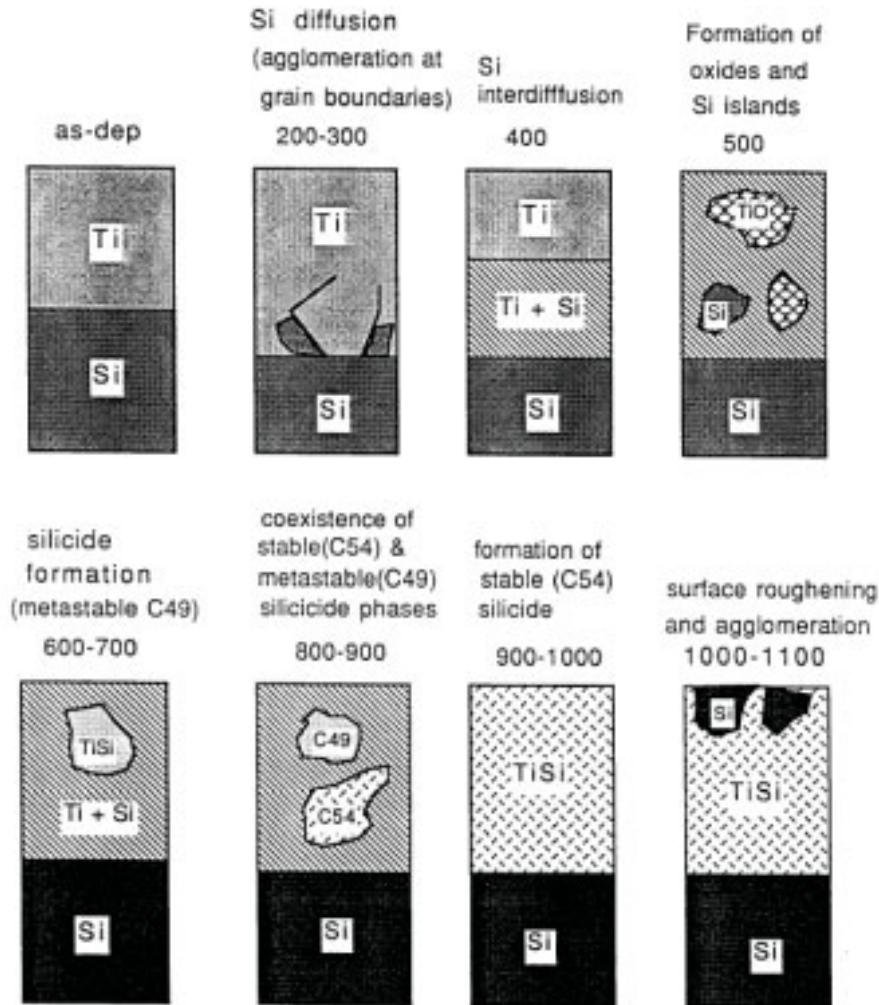 as-dep
Ti
Si
Si diffusion
(agglomeration at
grain boundaries)
200-300
Ti
Si
Si
interdifffusion
400
Ti
Ti + Si
Si
Formation of
oxides and
Si islands
500
TiO
Si
Si
silicide
formation
(metastable C49)
600-700
TiSi
Ti + Si
Si
coexistence of
stable(C54) &
metastable(C49)
silicicide phases
800-900
C49
C54
Si
formation of
stable (C54)
silicide
900-1000
TiSi
Si
surface roughening
and agglomeration
1000-1100
Si
TiSi
Si